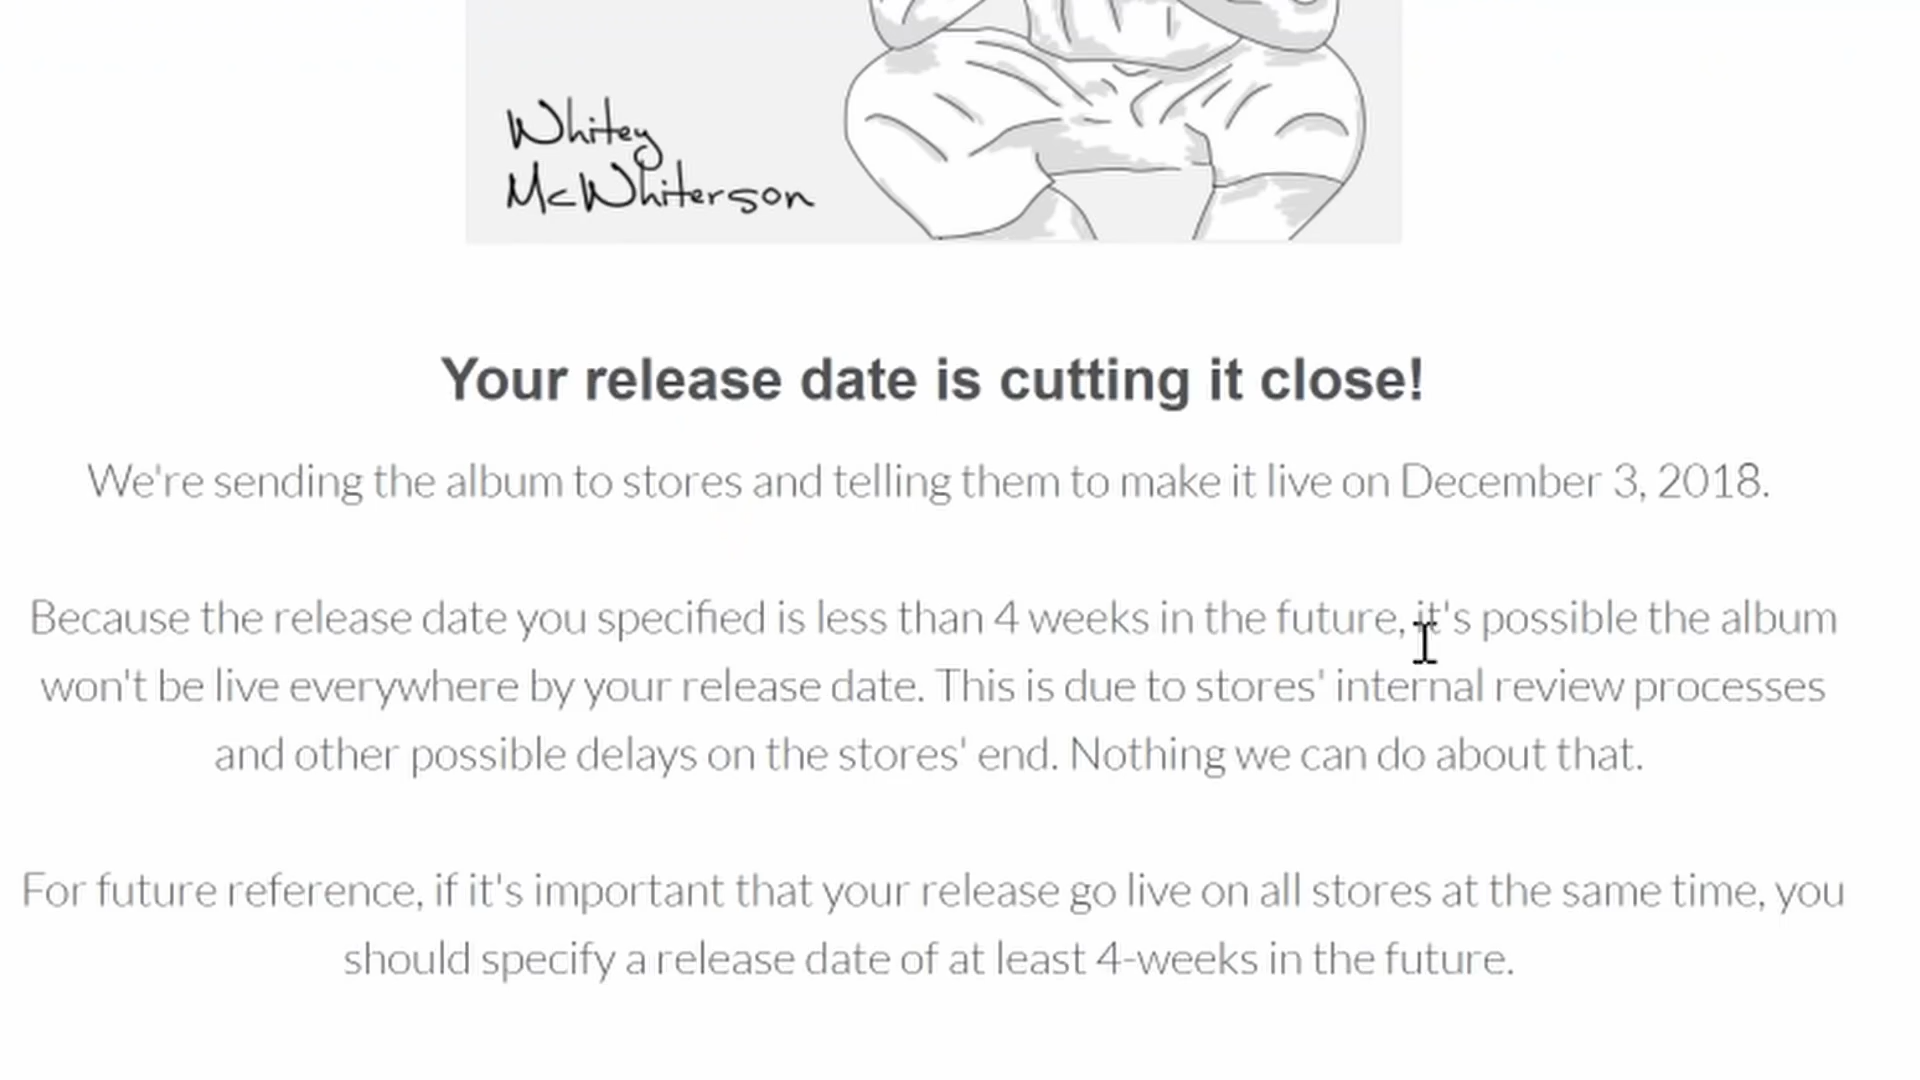 Whitey
McWhiterson
Your release date is cutting it close!
We're sending the album to stores and telling them to make it live on December 3, 2018.
Because the release date you specified is less than 4 weeks in the future, it's possible the album
won't be live everywhere by your release date. This is due to stores' internal review processes
and other possible delays on the stores' end. Nothing we can do about that.
For future reference, if it's important that your release go live on all stores at the same time, you
should specify a release date of at least 4-weeks in the future.